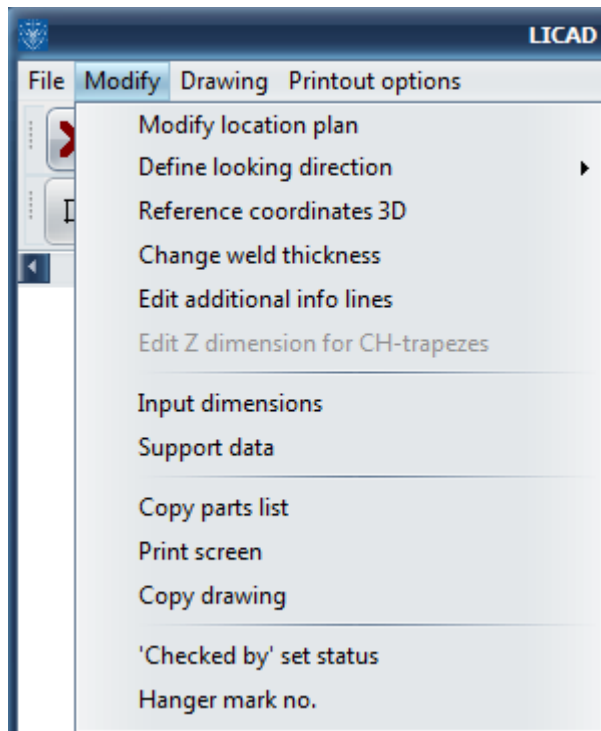 LICAD
File Modify Drawing Printout options
Modify location plan
Define looking direction
Reference coordinates 3D
Change weld thickness
Edit additional info lines
Edit Z dimension for CH-trapezes
Input dimensions
Support data
Copy parts list
Print screen
Copy drawing
'Checked by' set status
Hanger mark no.